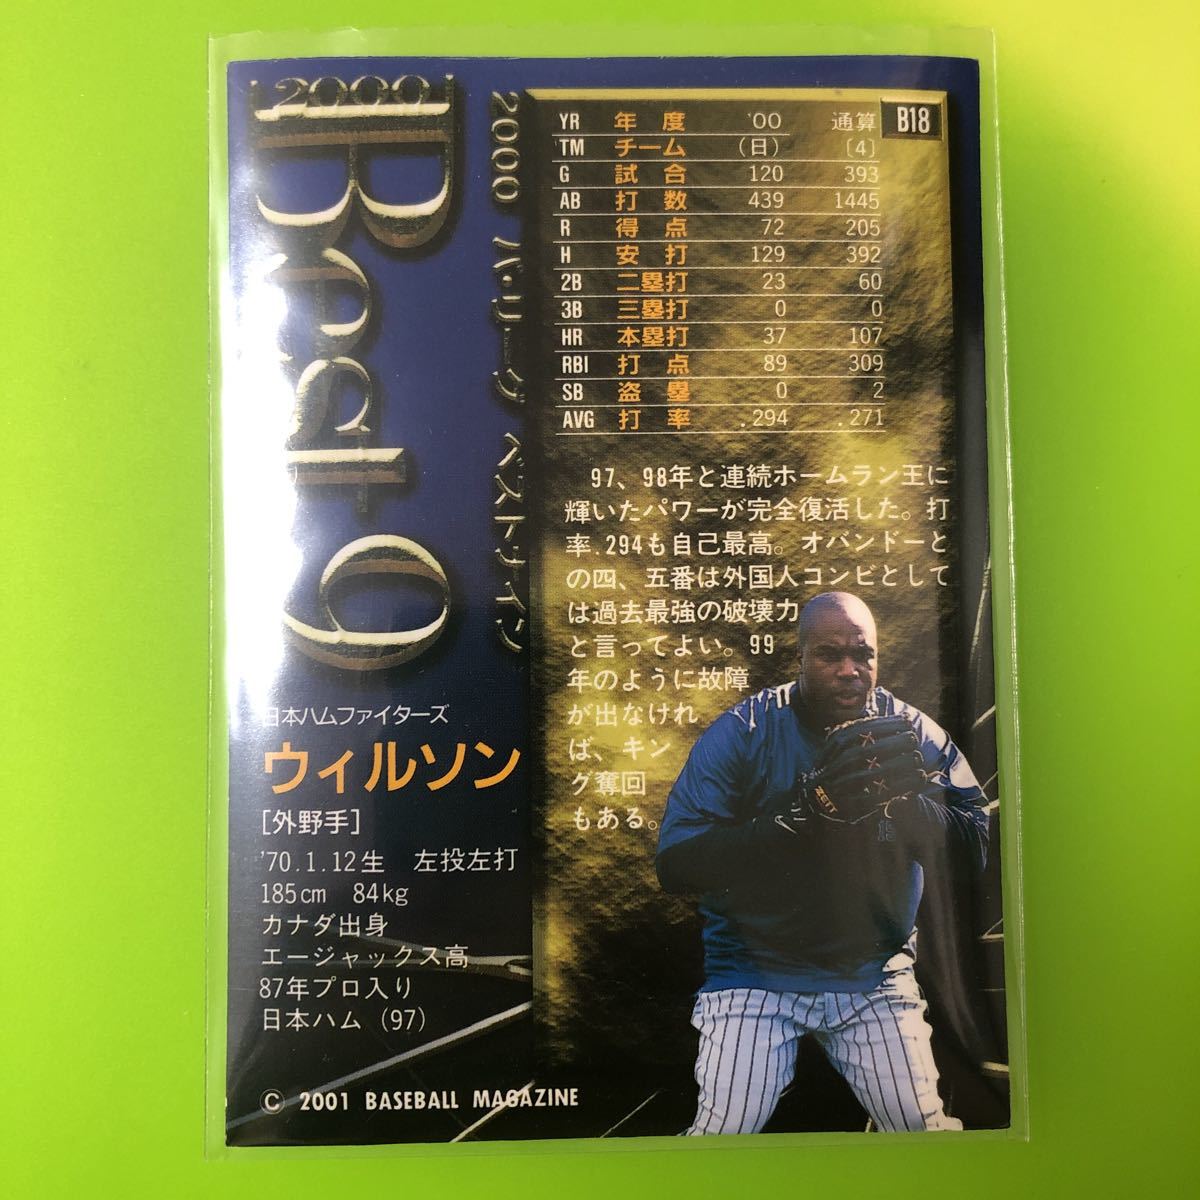 2000
Best 9
2000 パ・リーグ ベストナイン
B18
YR 年度 '00 通算
TM チーム (日) [4]
G 試合 120 393
AB 打数 439 1445
R 得点 72 205
H 安打 129 392
2B 二塁打 23 60
3B 三塁打 0 0
HR 本塁打 37 107
RBI 打点 89 309
SB 盗塁 0 2
AVG 打率 .294 .271
97、98年と連続ホームラン王に
輝いたパワーが完全復活した。打
率.294も自己最高。オバンドーと
の四、五番は外国人コンビとして
は過去最強の破壊力
と言ってよい。99
年のように故障
が出なけれ
ば、キン
グ奪回
もある。
ZETT
日本ハムファイターズ
ウィルソン
[外野手]
'70.1.12生 左投左打
185cm 84kg
カナダ出身
エージャックス高
87年プロ入り
日本ハム (97)
© 2001 BASEBALL MAGAZINE